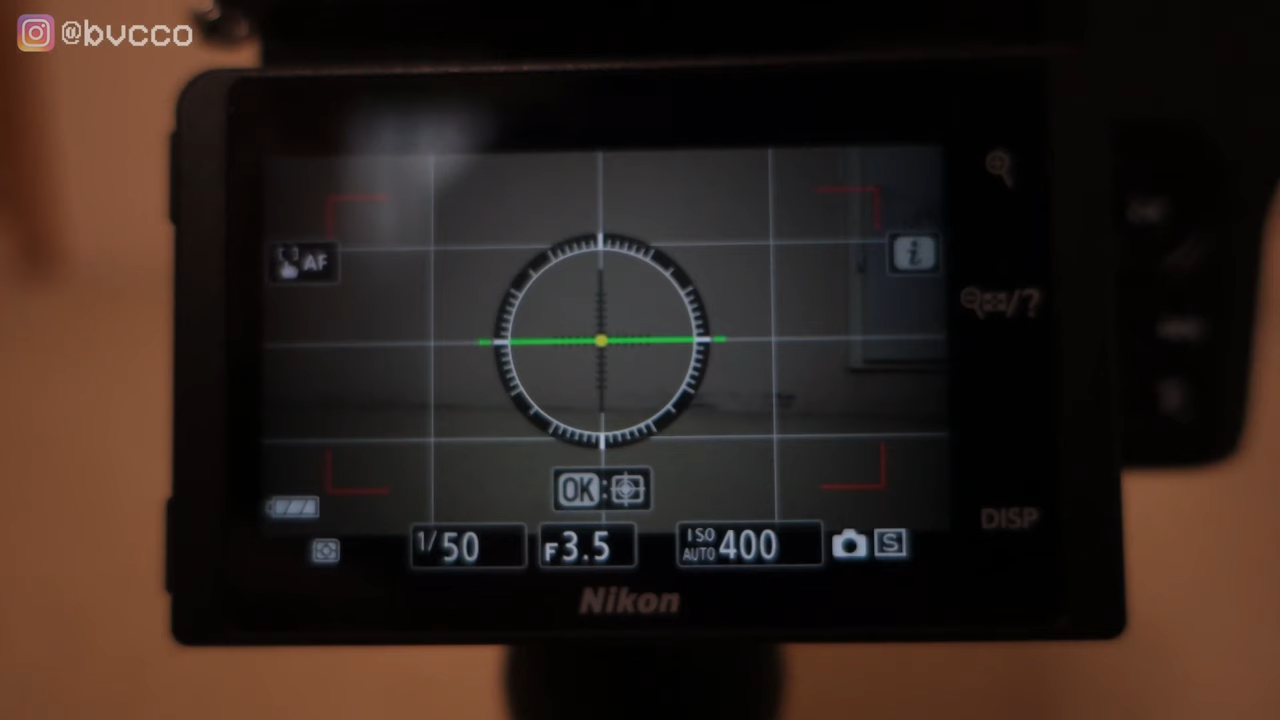 @bvcco
AF
i
/?
OK:
DISP
1/50
F3.5
ISO AUTO 400
S
Nikon